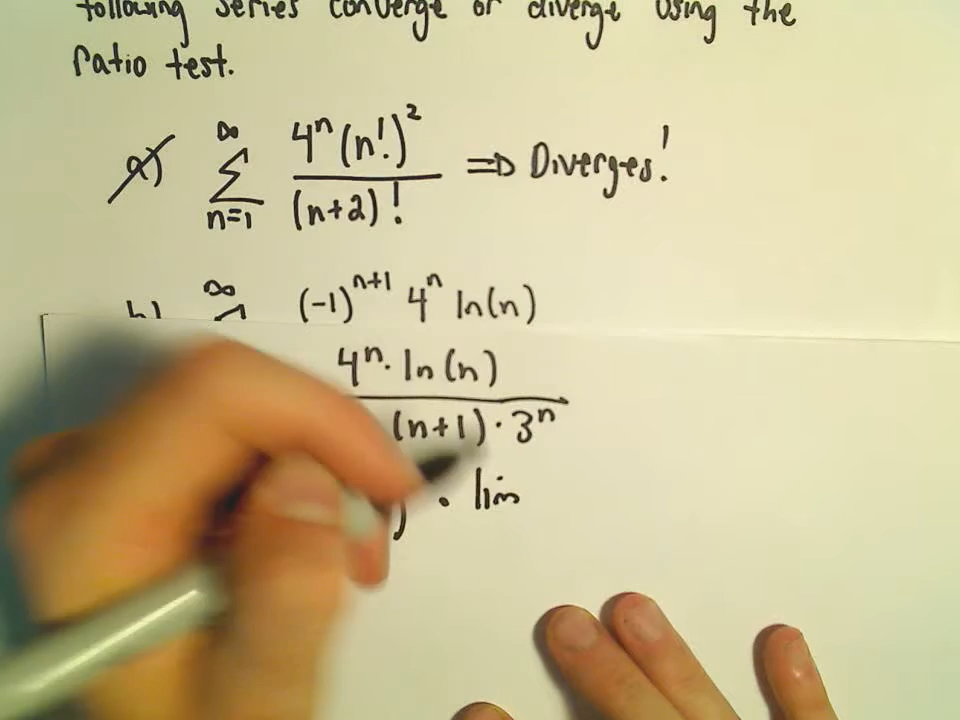 following series converge or diverge using the
ratio test.
a) ∞ Σ n=1 4^n (n!)^2 / (n+2)! ⇒ Diverges!
b) ∞ Σ (-1)^{n+1} 4^n ln(n)
4^n · ln(n)
(n+1) · 3^n
) · lim